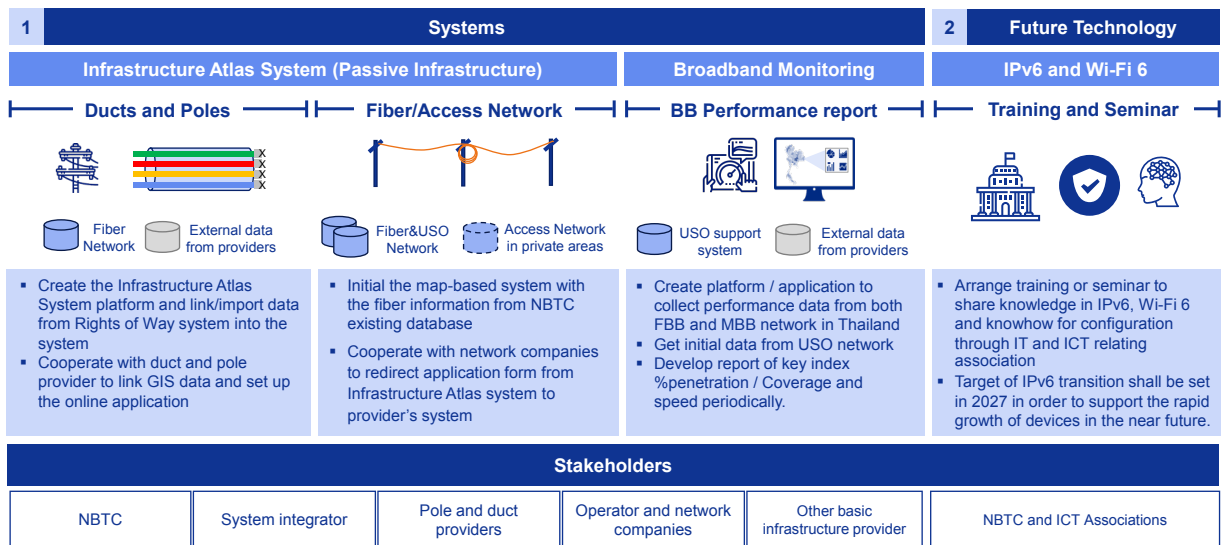 1
Systems
2
Future Technology
Infrastructure Atlas System (Passive Infrastructure)
Broadband Monitoring
IPv6 and Wi-Fi 6
Ducts and Poles
Fiber/Access Network
BB Performance report
Training and Seminar
X
X
X
X
Fiber
Network
External data
from providers
Fiber&USO
Network
Access Network
in private areas
USO support
system
External data
from providers
▪ Create the Infrastructure Atlas
System platform and link/import data
from Rights of Way system into the
system
▪ Cooperate with duct and pole
provider to link GIS data and set up
the online application
▪ Initial the map-based system with
the fiber information from NBTC
existing database
▪ Cooperate with network companies
to redirect application form from
Infrastructure Atlas system to
provider's system
▪ Create platform / application to
collect performance data from both
FBB and MBB network in Thailand
▪ Get initial data from USO network
▪ Develop report of key index
%penetration / Coverage and
speed periodically.
▪ Arrange training or seminar to
share knowledge in IPv6, Wi-Fi 6
and knowhow for configuration
through IT and ICT relating
association
▪ Target of IPv6 transition shall be set
in 2027 in order to support the rapid
growth of devices in the near future.
Stakeholders
NBTC
System integrator
Pole and duct
providers
Operator and network
companies
Other basic
infrastructure provider
NBTC and ICT Associations